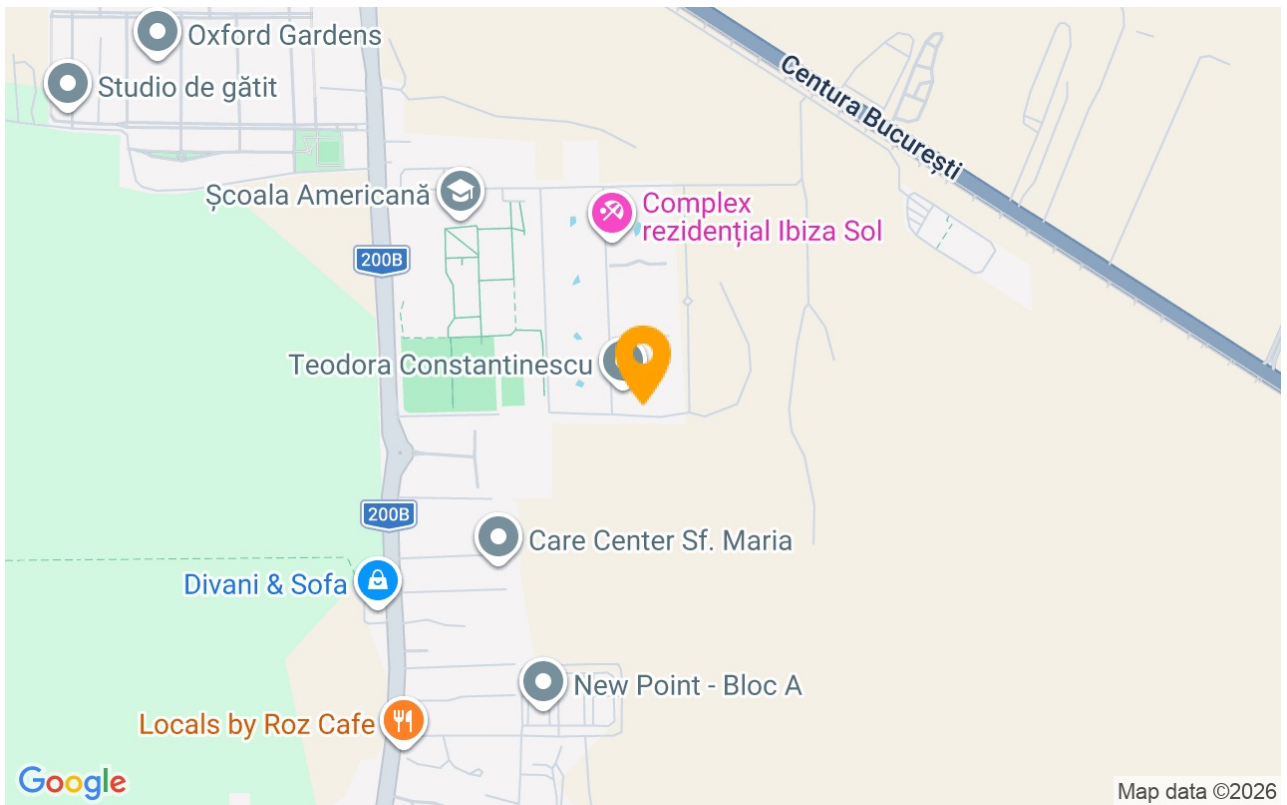 Oxford Gardens
Studio de gătit
Centura București
Școala Americană
Complex
rezidențial Ibiza Sol
200B
Teodora Constantinescu
200B
Care Center Sf. Maria
Divani & Sofa
New Point - Bloc A
Locals by Roz Cafe
Google
Map data ©2026